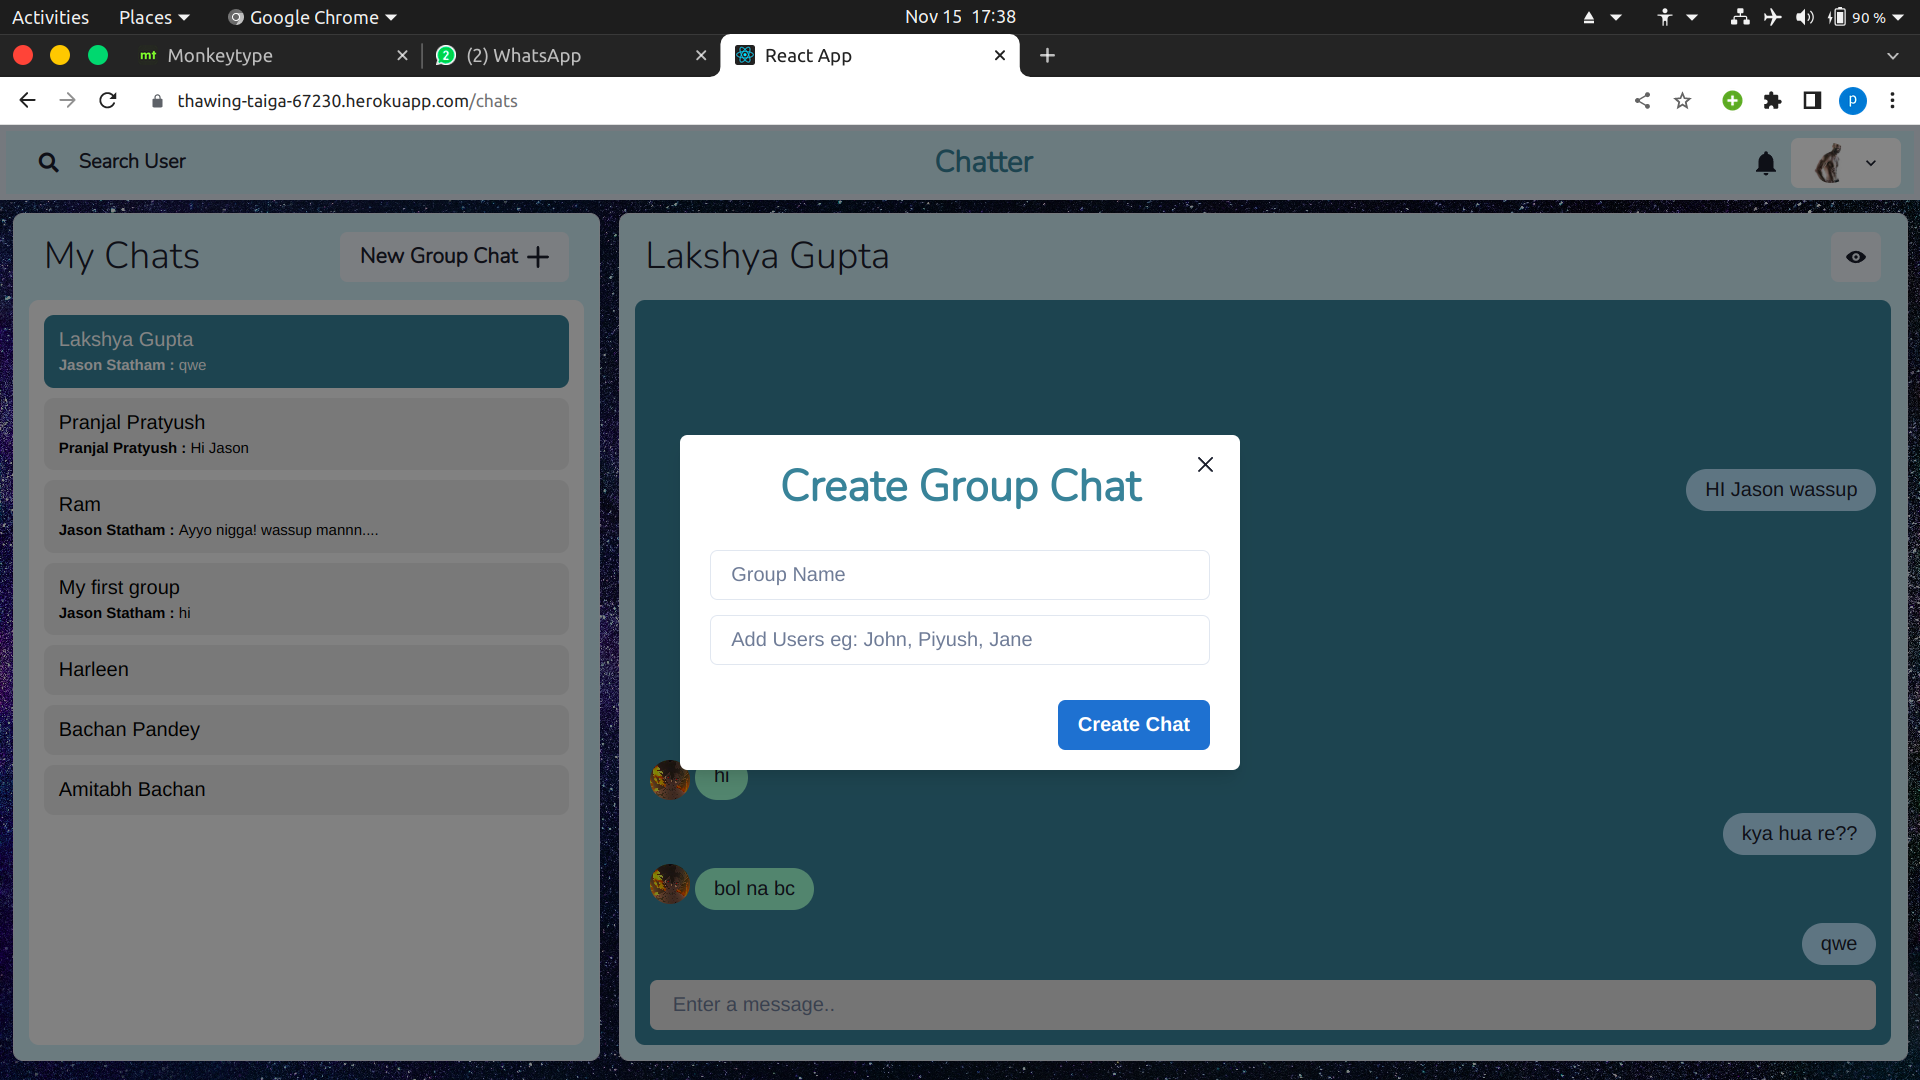 Activities Places Google Chrome Nov 15 17:38 90 %
mt Monkeytype 2 (2) WhatsApp React App
thawing-taiga-67230.herokuapp.com/chats p
Search User Chatter
My Chats New Group Chat
Lakshya Gupta
Jason Statham : qwe
Pranjal Pratyush
Pranjal Pratyush : Hi Jason
Ram
Jason Statham : Ayyo nigga! wassup mannn....
My first group
Jason Statham : hi
Harleen
Bachan Pandey
Amitabh Bachan
Lakshya Gupta
HI Jason wassup
Create Group Chat
Group Name
Add Users eg: John, Piyush, Jane
Create Chat
hi
kya hua re??
bol na bc
qwe
Enter a message..